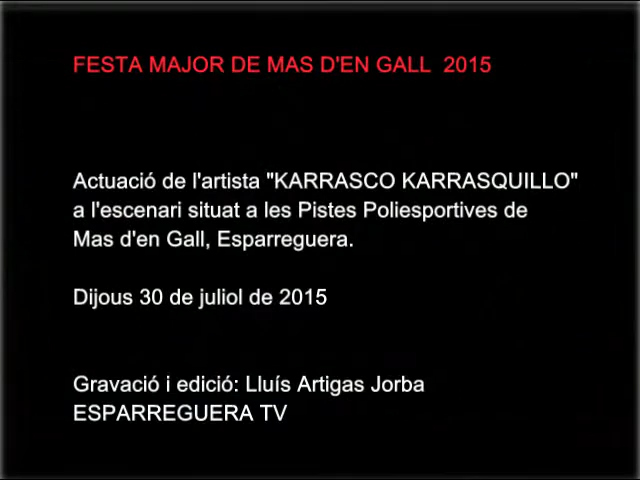 FESTA MAJOR DE MAS D'EN GALL  2015
Actuació de l'artista "KARRASCO KARRASQUILLO"
a l'escenari situat a les Pistes Poliesportives de
Mas d'en Gall, Esparreguera.
Dijous 30 de juliol de 2015
Gravació i edició: Lluís Artigas Jorba
ESPARREGUERA TV